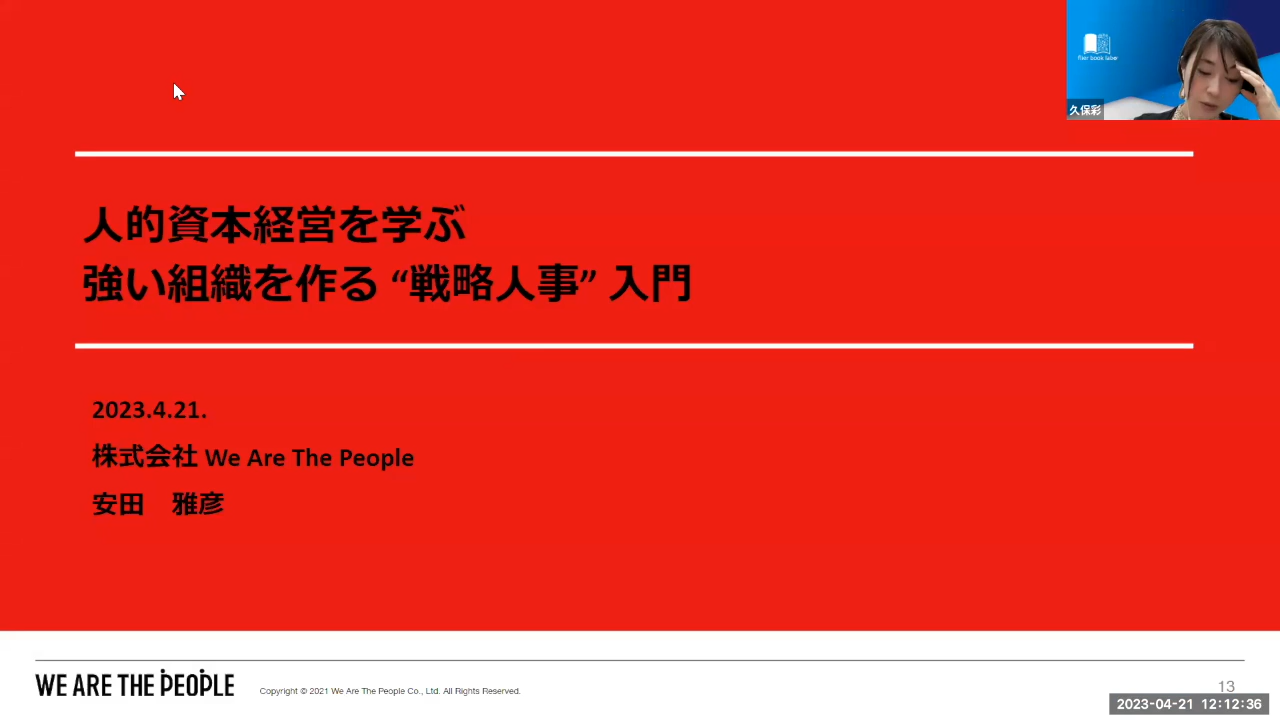 flier book labo
久保彩
人的資本経営を学ぶ
強い組織を作る “戦略人事” 入門
2023.4.21.
株式会社 We Are The People
安田　雅彦
WE ARE THE PEOPLE
Copyright © 2021 We Are The People Co., Ltd. All Rights Reserved.
13
2023-04-21 12:12:36